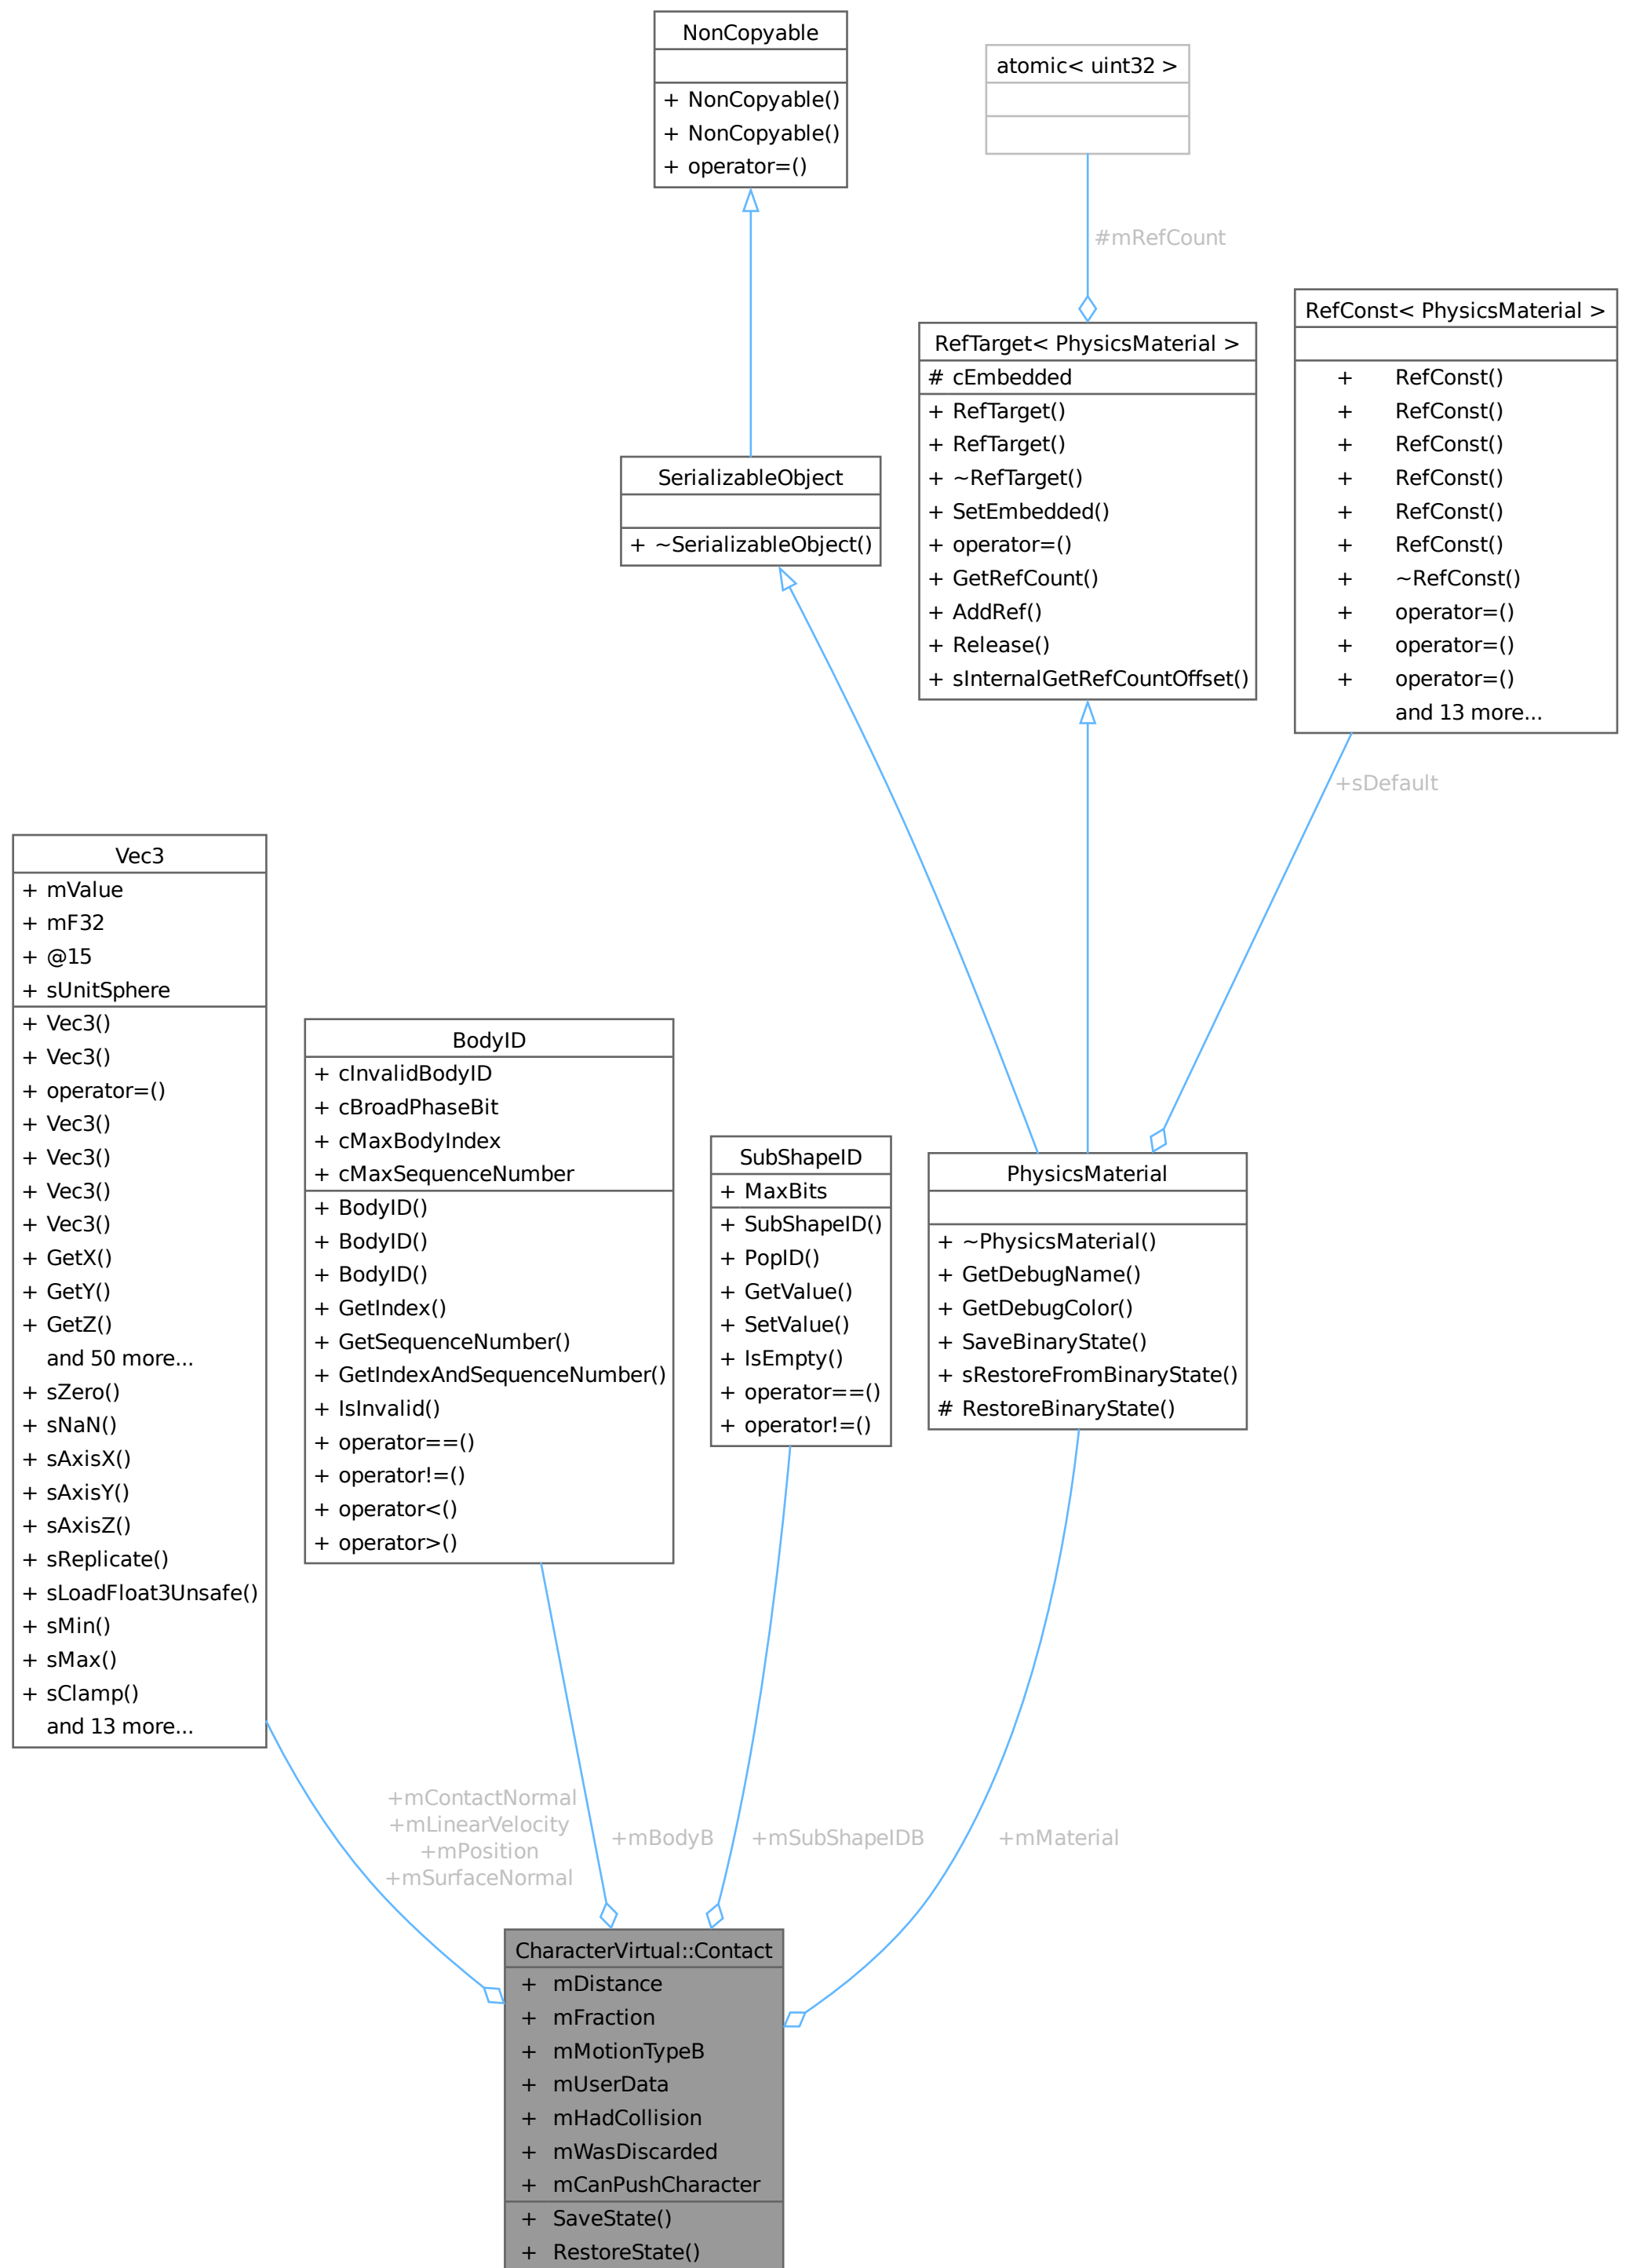 NonCopyable
+ NonCopyable()
+ NonCopyable()
+ operator=()
atomic< uint32 >
#mRefCount
RefTarget< PhysicsMaterial >
# cEmbedded
+ RefTarget()
+ RefTarget()
+ ~RefTarget()
+ SetEmbedded()
+ operator=()
+ GetRefCount()
+ AddRef()
+ Release()
+ sInternalGetRefCountOffset()
RefConst< PhysicsMaterial >
+ RefConst()
+ RefConst()
+ RefConst()
+ RefConst()
+ RefConst()
+ RefConst()
+ ~RefConst()
+ operator=()
+ operator=()
+ operator=()
and 13 more...
+sDefault
SerializableObject
+ ~SerializableObject()
Vec3
+ mValue
+ mF32
+ @15
+ sUnitSphere
+ Vec3()
+ Vec3()
+ operator=()
+ Vec3()
+ Vec3()
+ Vec3()
+ Vec3()
+ GetX()
+ GetY()
+ GetZ()
and 50 more...
+ sZero()
+ sNaN()
+ sAxisX()
+ sAxisY()
+ sAxisZ()
+ sReplicate()
+ sLoadFloat3Unsafe()
+ sMin()
+ sMax()
+ sClamp()
and 13 more...
BodyID
+ cInvalidBodyID
+ cBroadPhaseBit
+ cMaxBodyIndex
+ cMaxSequenceNumber
+ BodyID()
+ BodyID()
+ BodyID()
+ GetIndex()
+ GetSequenceNumber()
+ GetIndexAndSequenceNumber()
+ IsInvalid()
+ operator==()
+ operator!=()
+ operator<()
+ operator>()
SubShapeID
+ MaxBits
+ SubShapeID()
+ PopID()
+ GetValue()
+ SetValue()
+ IsEmpty()
+ operator==()
+ operator!=()
PhysicsMaterial
+ ~PhysicsMaterial()
+ GetDebugName()
+ GetDebugColor()
+ SaveBinaryState()
+ sRestoreFromBinaryState()
# RestoreBinaryState()
+mContactNormal
+mLinearVelocity
+mPosition
+mSurfaceNormal
+mBodyB
+mSubShapeIDB
+mMaterial
CharacterVirtual::Contact
+ mDistance
+ mFraction
+ mMotionTypeB
+ mUserData
+ mHadCollision
+ mWasDiscarded
+ mCanPushCharacter
+ SaveState()
+ RestoreState()